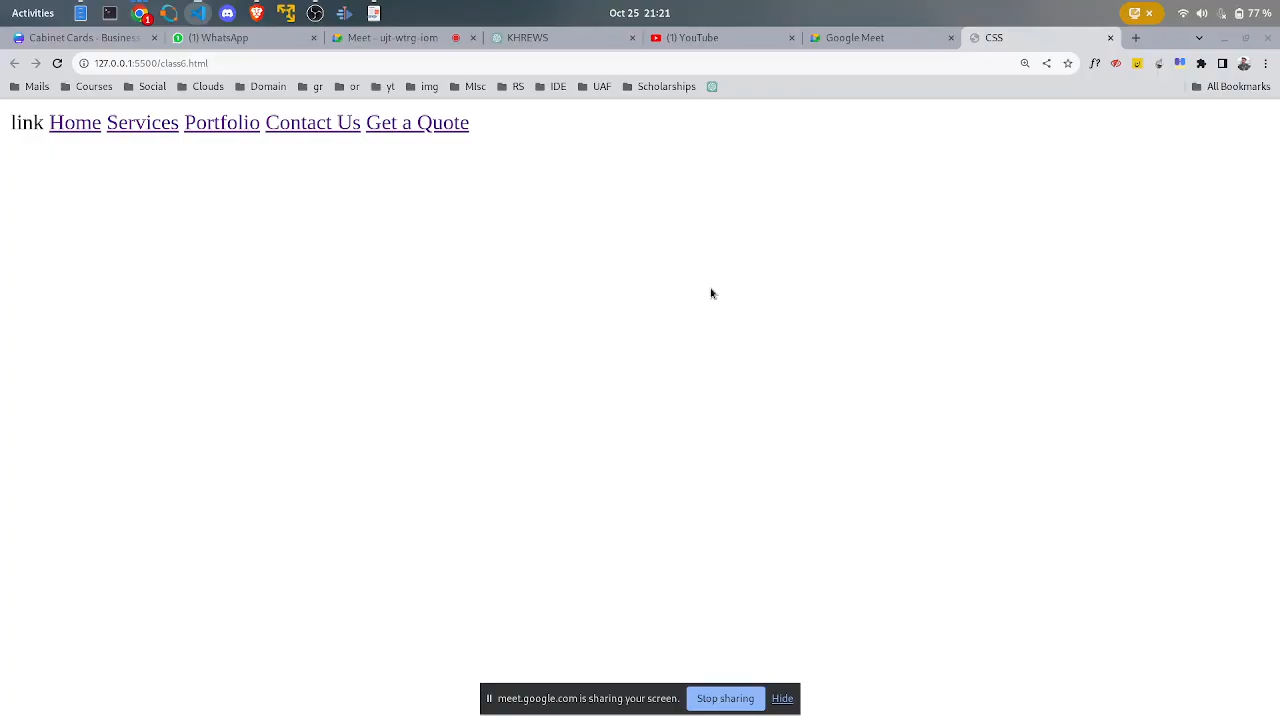 Activities
Oct 25 21:21
77 %
Cabinet Cards - Business
(1) WhatsApp
Meet - ujt-wtrg-iom
KHREWS
(1) YouTube
Google Meet
CSS
127.0.0.1:5500/class6.html
f?
Mails Courses Social Clouds Domain gr or yt img MIsc RS IDE UAF Scholarships All Bookmarks
link Home Services Portfolio Contact Us Get a Quote
meet.google.com is sharing your screen. Stop sharing Hide